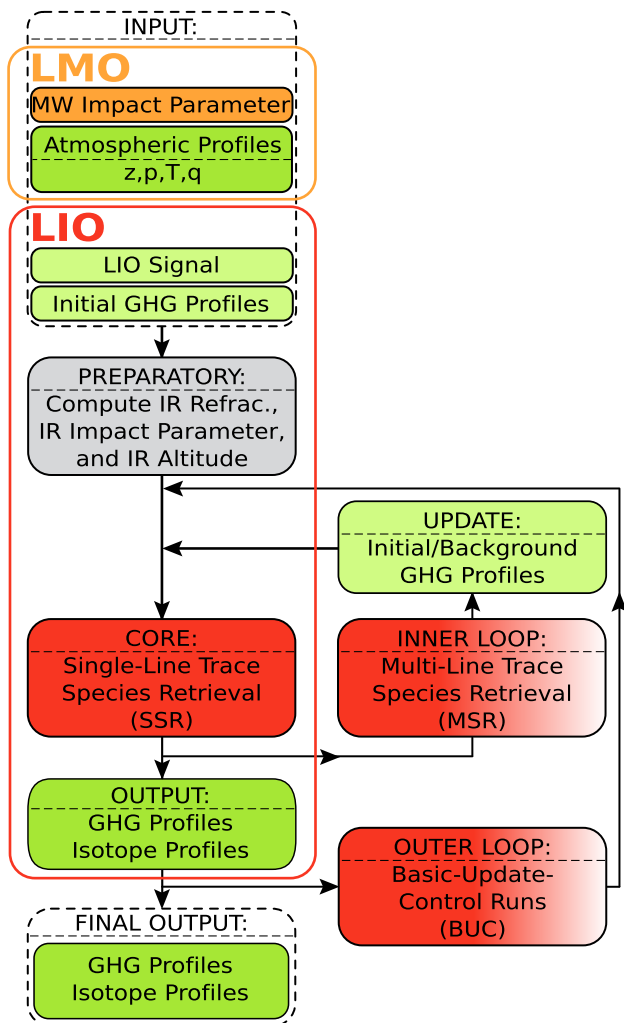 INPUT:
LMO
MW Impact Parameter
Atmospheric Profiles
z,p,T,q
LIO
LIO Signal
Initial GHG Profiles
PREPARATORY:
Compute IR Refrac.,
IR Impact Parameter,
and IR Altitude
UPDATE:
Initial/Background
GHG Profiles
CORE:
Single-Line Trace
Species Retrieval
(SSR)
INNER LOOP:
Multi-Line Trace
Species Retrieval
(MSR)
OUTPUT:
GHG Profiles
Isotope Profiles
OUTER LOOP:
Basic-Update-
Control Runs
(BUC)
FINAL OUTPUT:
GHG Profiles
Isotope Profiles